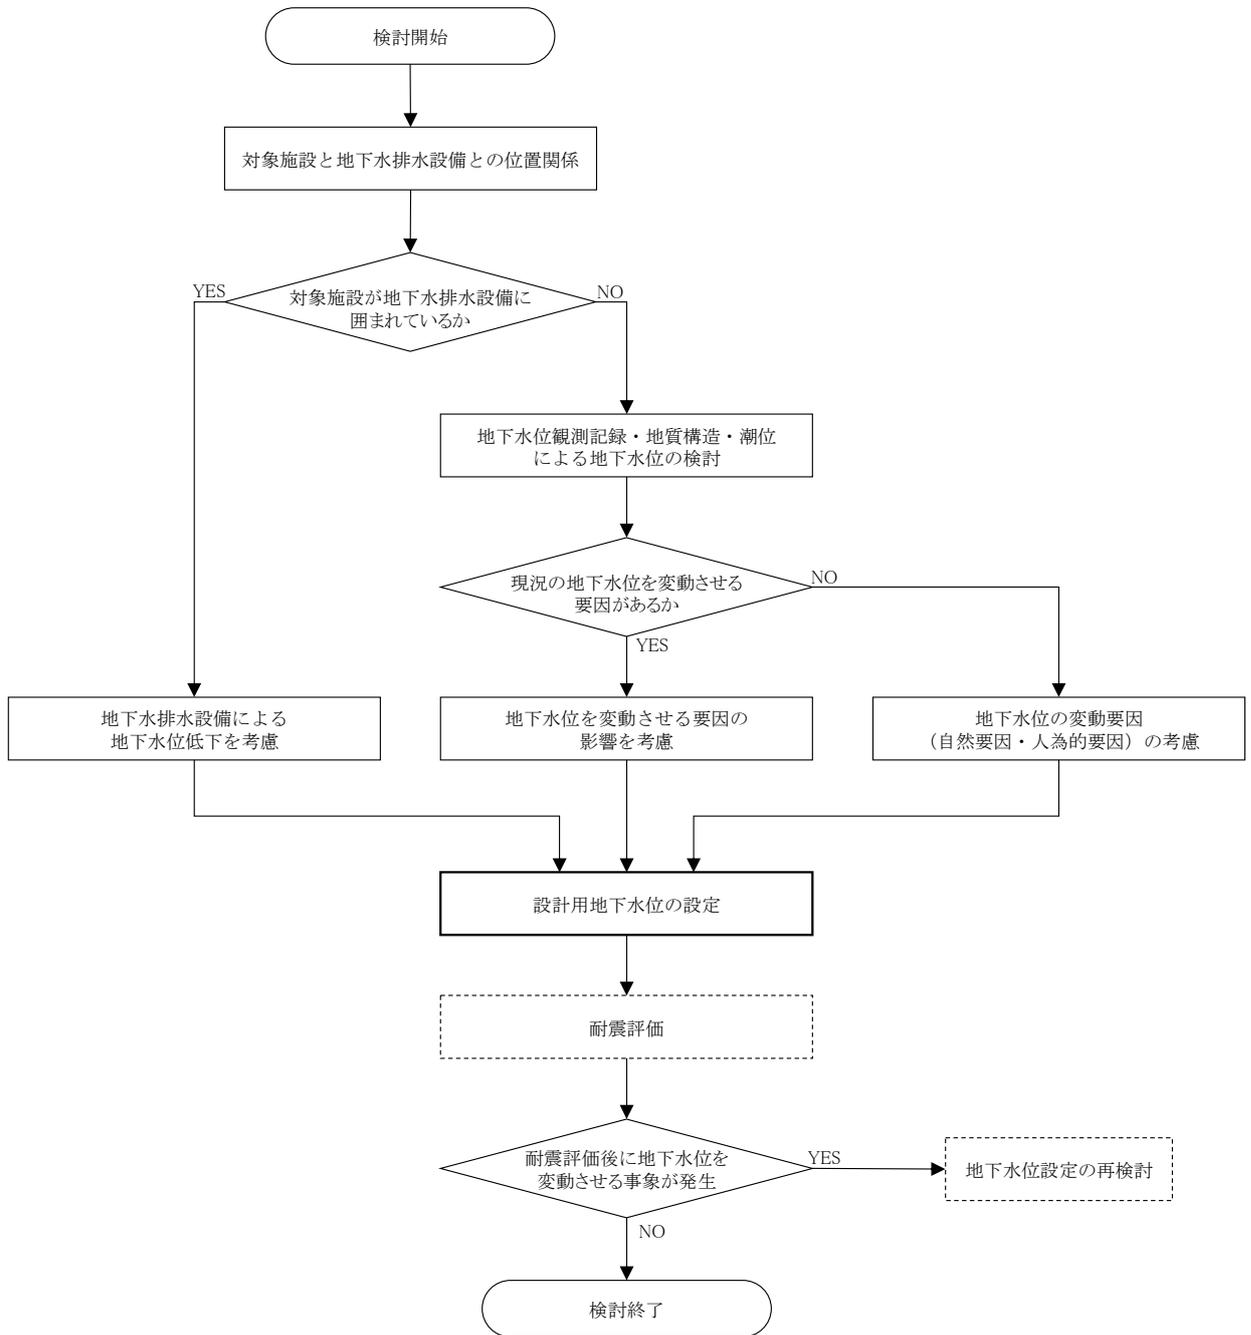 検討開始
対象施設と地下水排水設備との位置関係
対象施設が地下水排水設備に
囲まれているか
YES
NO
地下水位観測記録・地質構造・潮位
による地下水位の検討
現況の地下水位を変動させる
要因があるか
NO
YES
地下水排水設備による
地下水位低下を考慮
地下水位を変動させる要因の
影響を考慮
地下水位の変動要因
（自然要因・人為的要因）の考慮
設計用地下水位の設定
耐震評価
耐震評価後に地下水位を
変動させる事象が発生
YES
地下水位設定の再検討
NO
検討終了